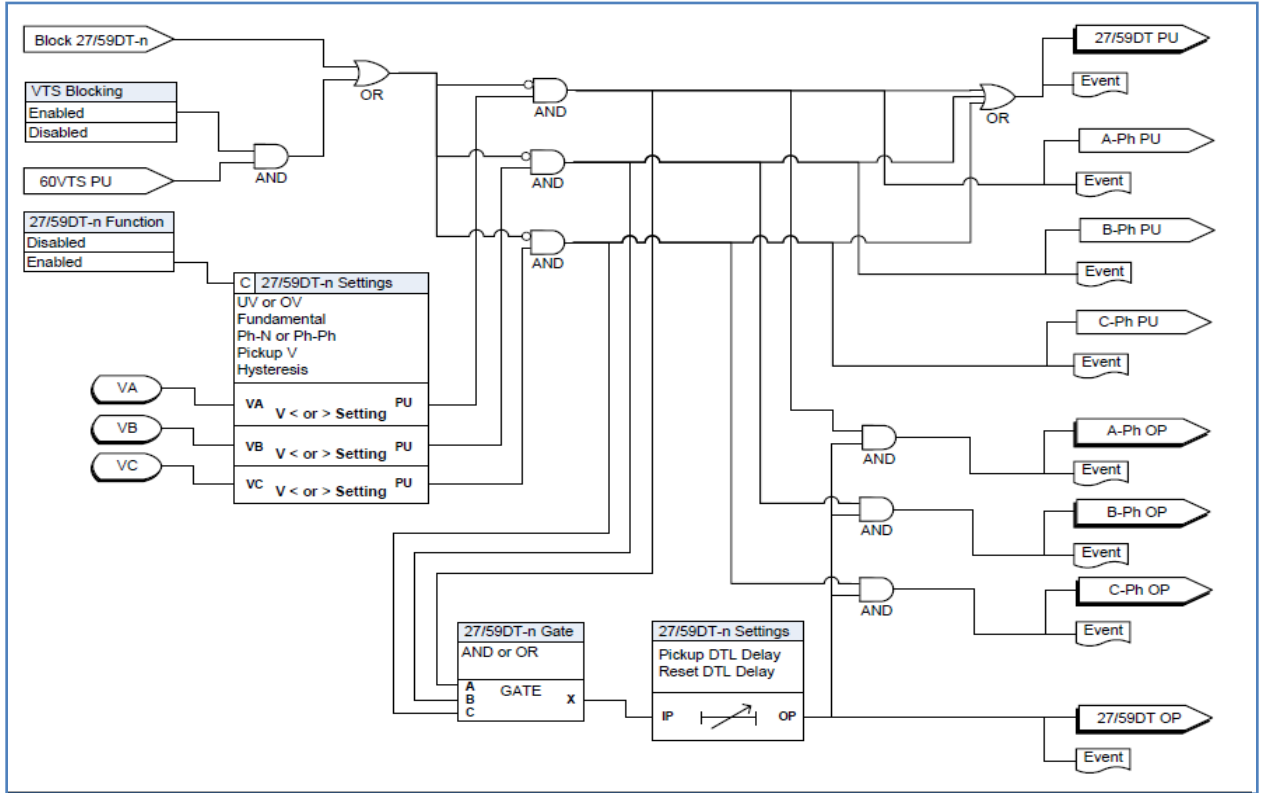 Block 27/59DT-n
VTS Blocking
Enabled
Disabled
60VTS PU
AND
OR
27/59DT-n Function
Disabled
Enabled
C 27/59DT-n Settings
UV or OV
Fundamental
Ph-N or Ph-Ph
Pickup V
Hysteresis
VA
VB
VC
VA V < or > Setting PU
VB V < or > Setting PU
VC V < or > Setting PU
AND
AND
AND
OR
27/59DT PU
Event
A-Ph PU
Event
B-Ph PU
Event
C-Ph PU
Event
AND
A-Ph OP
Event
AND
B-Ph OP
Event
AND
C-Ph OP
Event
27/59DT-n Gate
AND or OR
A
B
C
GATE
X
27/59DT-n Settings
Pickup DTL Delay
Reset DTL Delay
IP
OP
27/59DT OP
Event